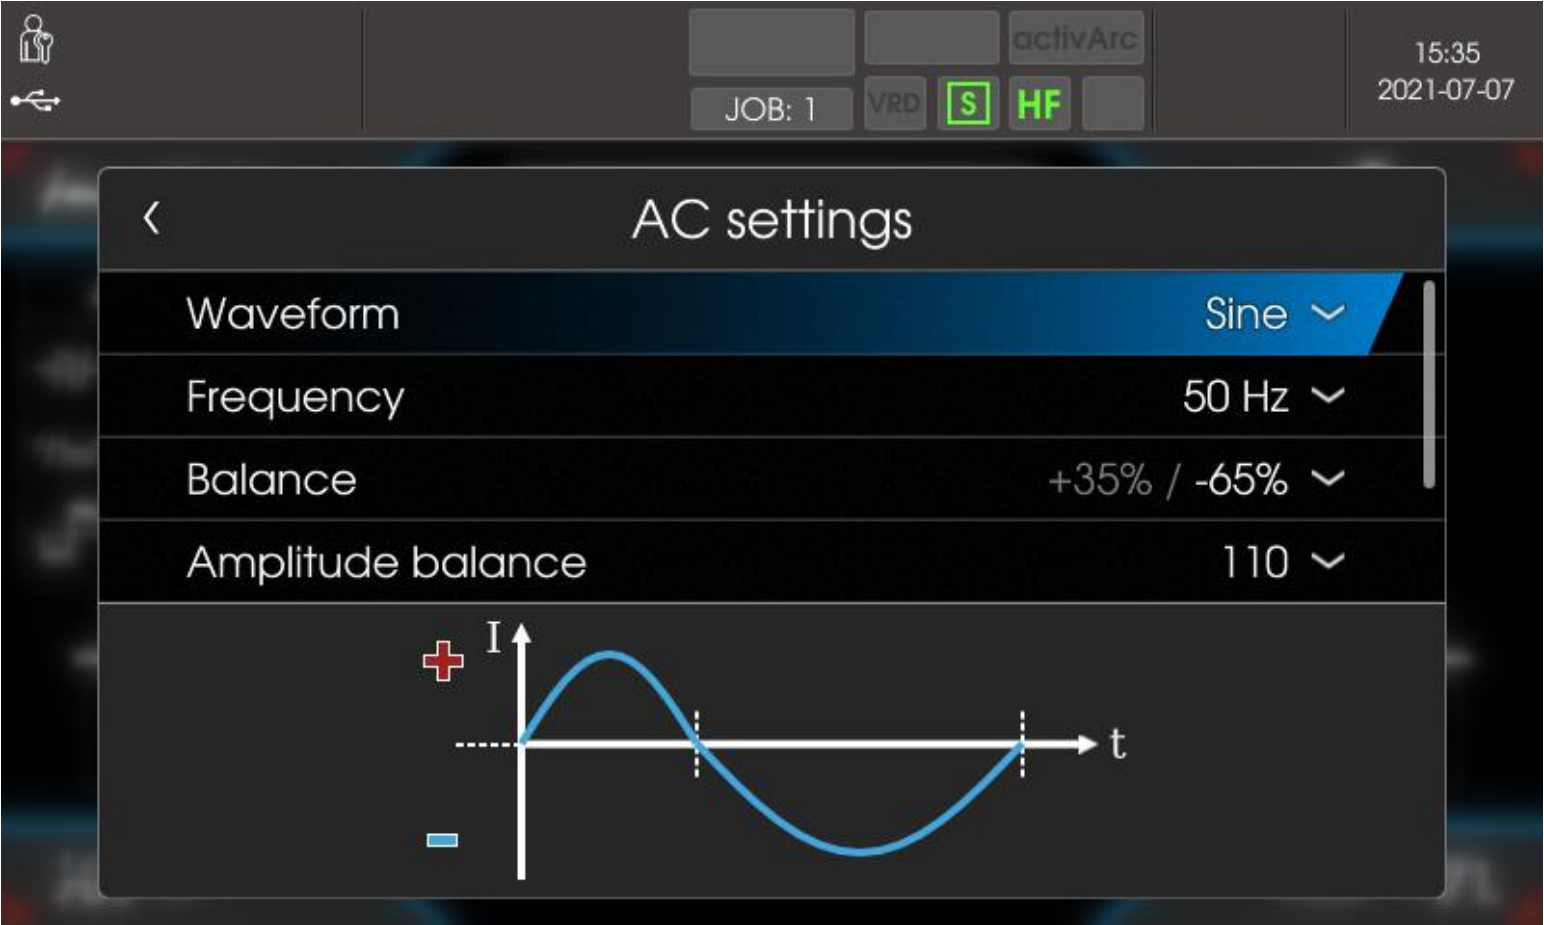 activArc
JOB: 1
VRD
S
HF
15:35
2021-07-07
AC settings
Waveform
Sine
Frequency
50 Hz
Balance
+35% / -65%
Amplitude balance
110
I
t